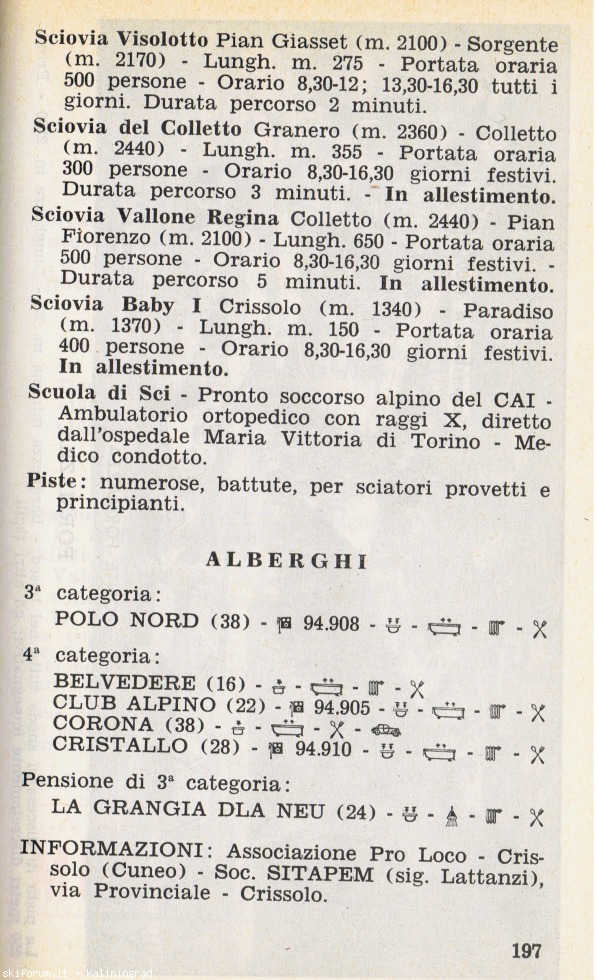 Sciovia Visolotto Pian Giasset (m. 2100) - Sorgente
(m. 2170) - Lungh. m. 275 - Portata oraria
500 persone - Orario 8,30-12; 13,30-16,30 tutti i
giorni. Durata percorso 2 minuti.
Sciovia del Colletto Granero (m. 2360) - Colletto
(m. 2440) - Lungh. m. 355 - Portata oraria
300 persone - Orario 8,30-16,30 giorni festivi.
Durata percorso 3 minuti. - In allestimento.
Sciovia Vallone Regina Colletto (m. 2440) - Pian
Fiorenzo (m. 2100) - Lungh. 650 - Portata oraria
500 persone - Orario 8,30-16,30 giorni festivi. -
Durata percorso 5 minuti. In allestimento.
Sciovia Baby I Crissolo (m. 1340) - Paradiso
(m. 1370) - Lungh. m. 150 - Portata oraria
400 persone - Orario 8,30-16,30 giorni festivi.
In allestimento.
Scuola di Sci - Pronto soccorso alpino del CAI -
Ambulatorio ortopedico con raggi X, diretto
dall'ospedale Maria Vittoria di Torino - Me-
dico condotto.
Piste: numerose, battute, per sciatori provetti e
principianti.
ALBERGHI
3ª categoria:
POLO NORD (38) - 94.908 - - - -
4ª categoria:
BELVEDERE (16) - - - -
CLUB ALPINO (22) - 94.905 - - - -
CORONA (38) - - - -
CRISTALLO (28) - 94.910 - - - -
Pensione di 3ª categoria:
LA GRANGIA DLA NEU (24) - - - -
INFORMAZIONI: Associazione Pro Loco - Cris-
solo (Cuneo) - Soc. SITAPEM (sig. Lattanzi),
via Provinciale - Crissolo.
197
skiforum.it - Kaliningrad